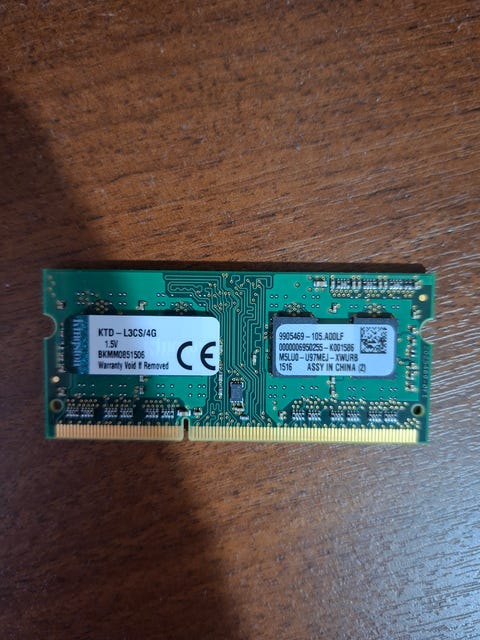 KTD-L3CS/4G
1.5V
BKMM0851506
Warranty Void If Removed
CE
9905469-105.A00LF
0000006950255-K001586
M5LU0-U97MEJ-XWURB
1516 ASSY IN CHINA (2)